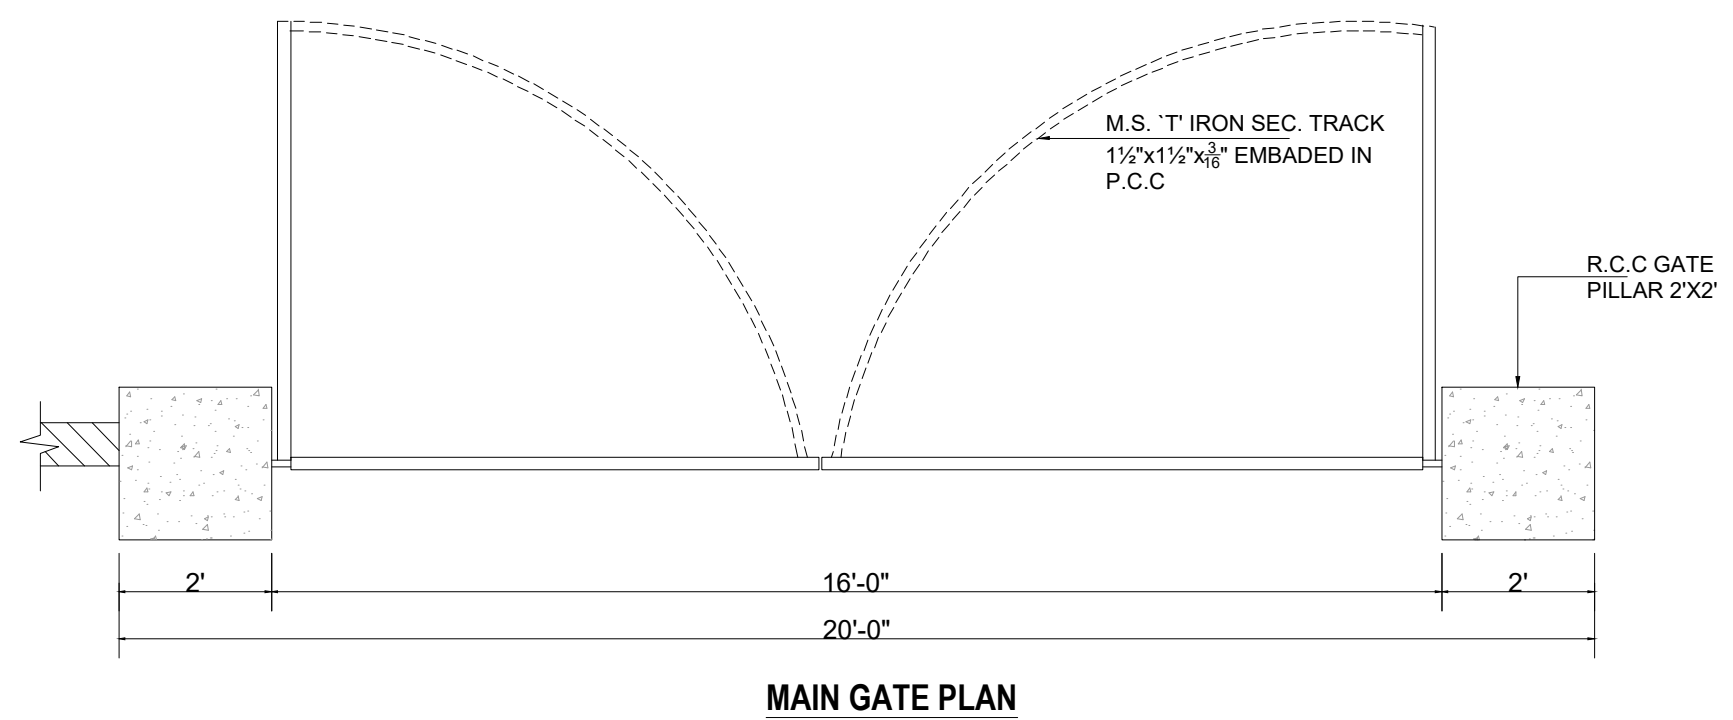 M.S. `T' IRON SEC. TRACK
1½"x1½"x3/16" EMBADED IN
P.C.C
R.C.C GATE
PILLAR 2'X2'
2'
16'-0"
2'
20'-0"
MAIN GATE PLAN